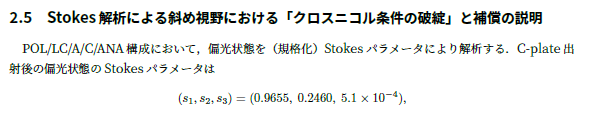 2.5 Stokes 解析による斜め視野における「クロスニコル条件の破綻」と補償の説明
POL/LC/A/C/ANA 構成において，偏光状態を（規格化）Stokes パラメータにより解析する．C-plate 出
射後の偏光状態の Stokes パラメータは
(s₁, s₂, s₃) = (0.9655, 0.2460, 5.1 × 10⁻⁴),